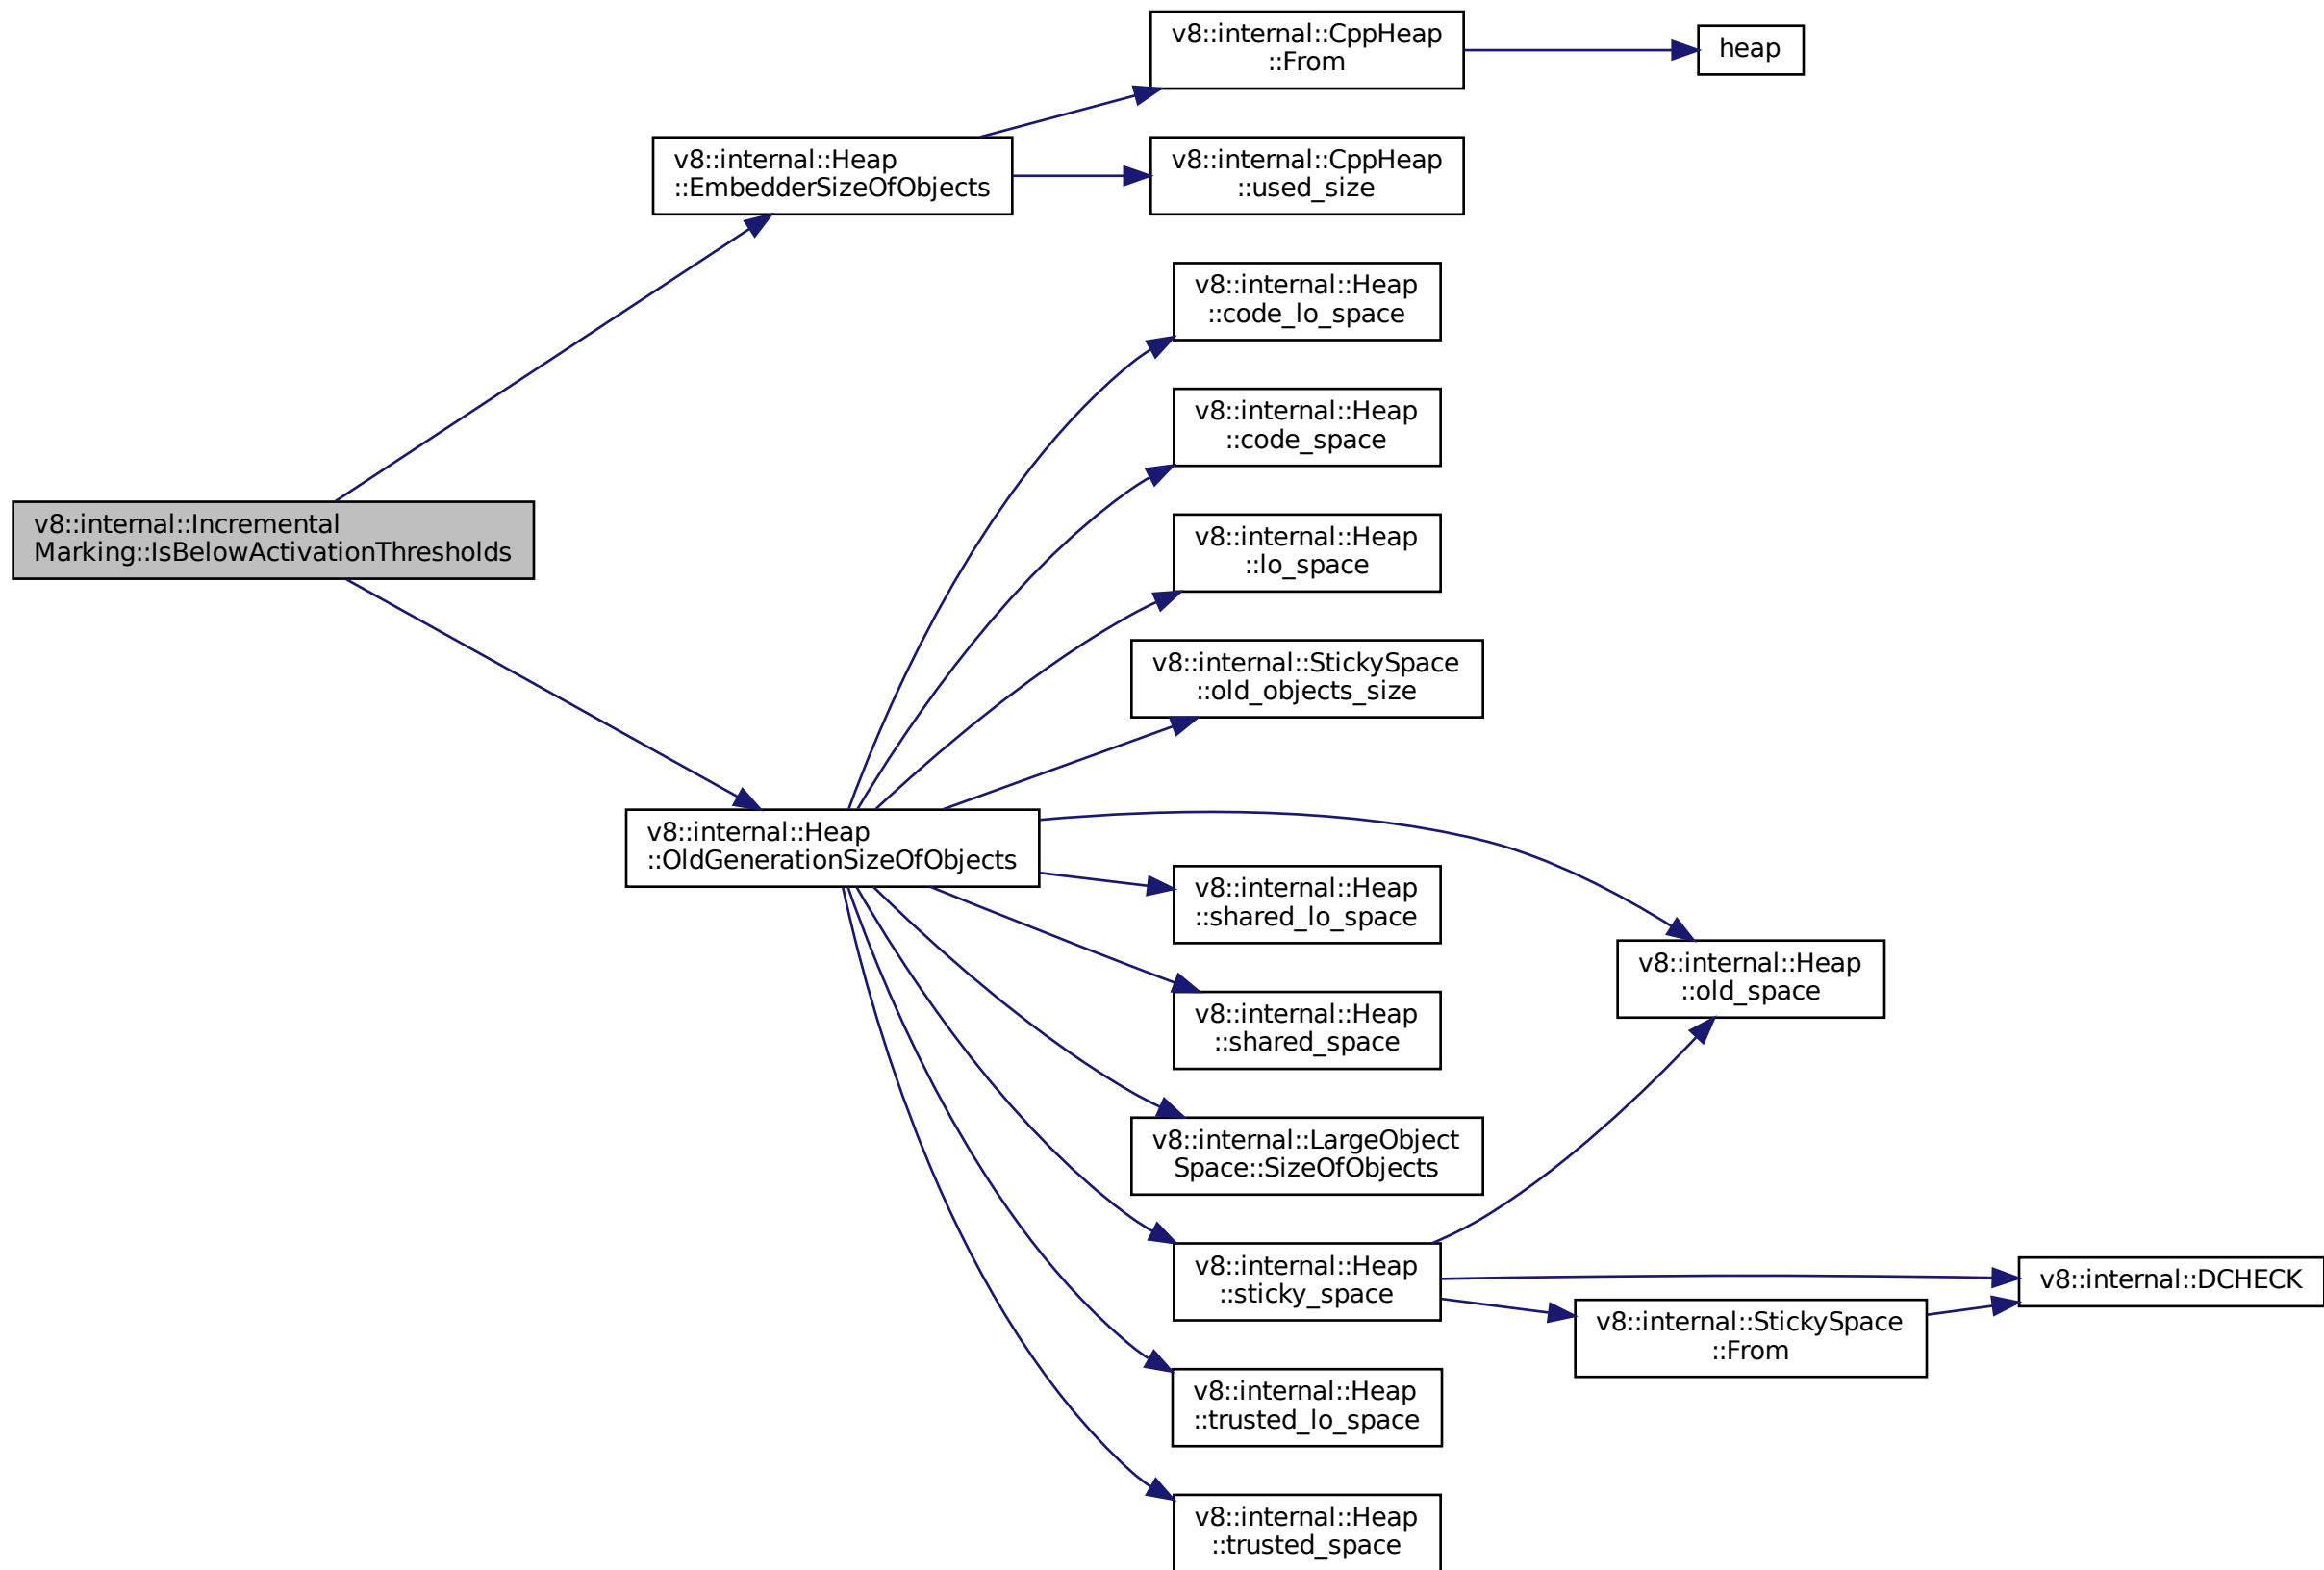 v8::internal::Incremental
Marking::IsBelowActivationThresholds
v8::internal::Heap
::EmbedderSizeOfObjects
v8::internal::CppHeap
::From
heap
v8::internal::CppHeap
::used_size
v8::internal::Heap
::OldGenerationSizeOfObjects
v8::internal::Heap
::code_lo_space
v8::internal::Heap
::code_space
v8::internal::Heap
::lo_space
v8::internal::StickySpace
::old_objects_size
v8::internal::Heap
::old_space
v8::internal::Heap
::shared_lo_space
v8::internal::Heap
::shared_space
v8::internal::LargeObject
Space::SizeOfObjects
v8::internal::Heap
::sticky_space
v8::internal::DCHECK
v8::internal::StickySpace
::From
v8::internal::Heap
::trusted_lo_space
v8::internal::Heap
::trusted_space